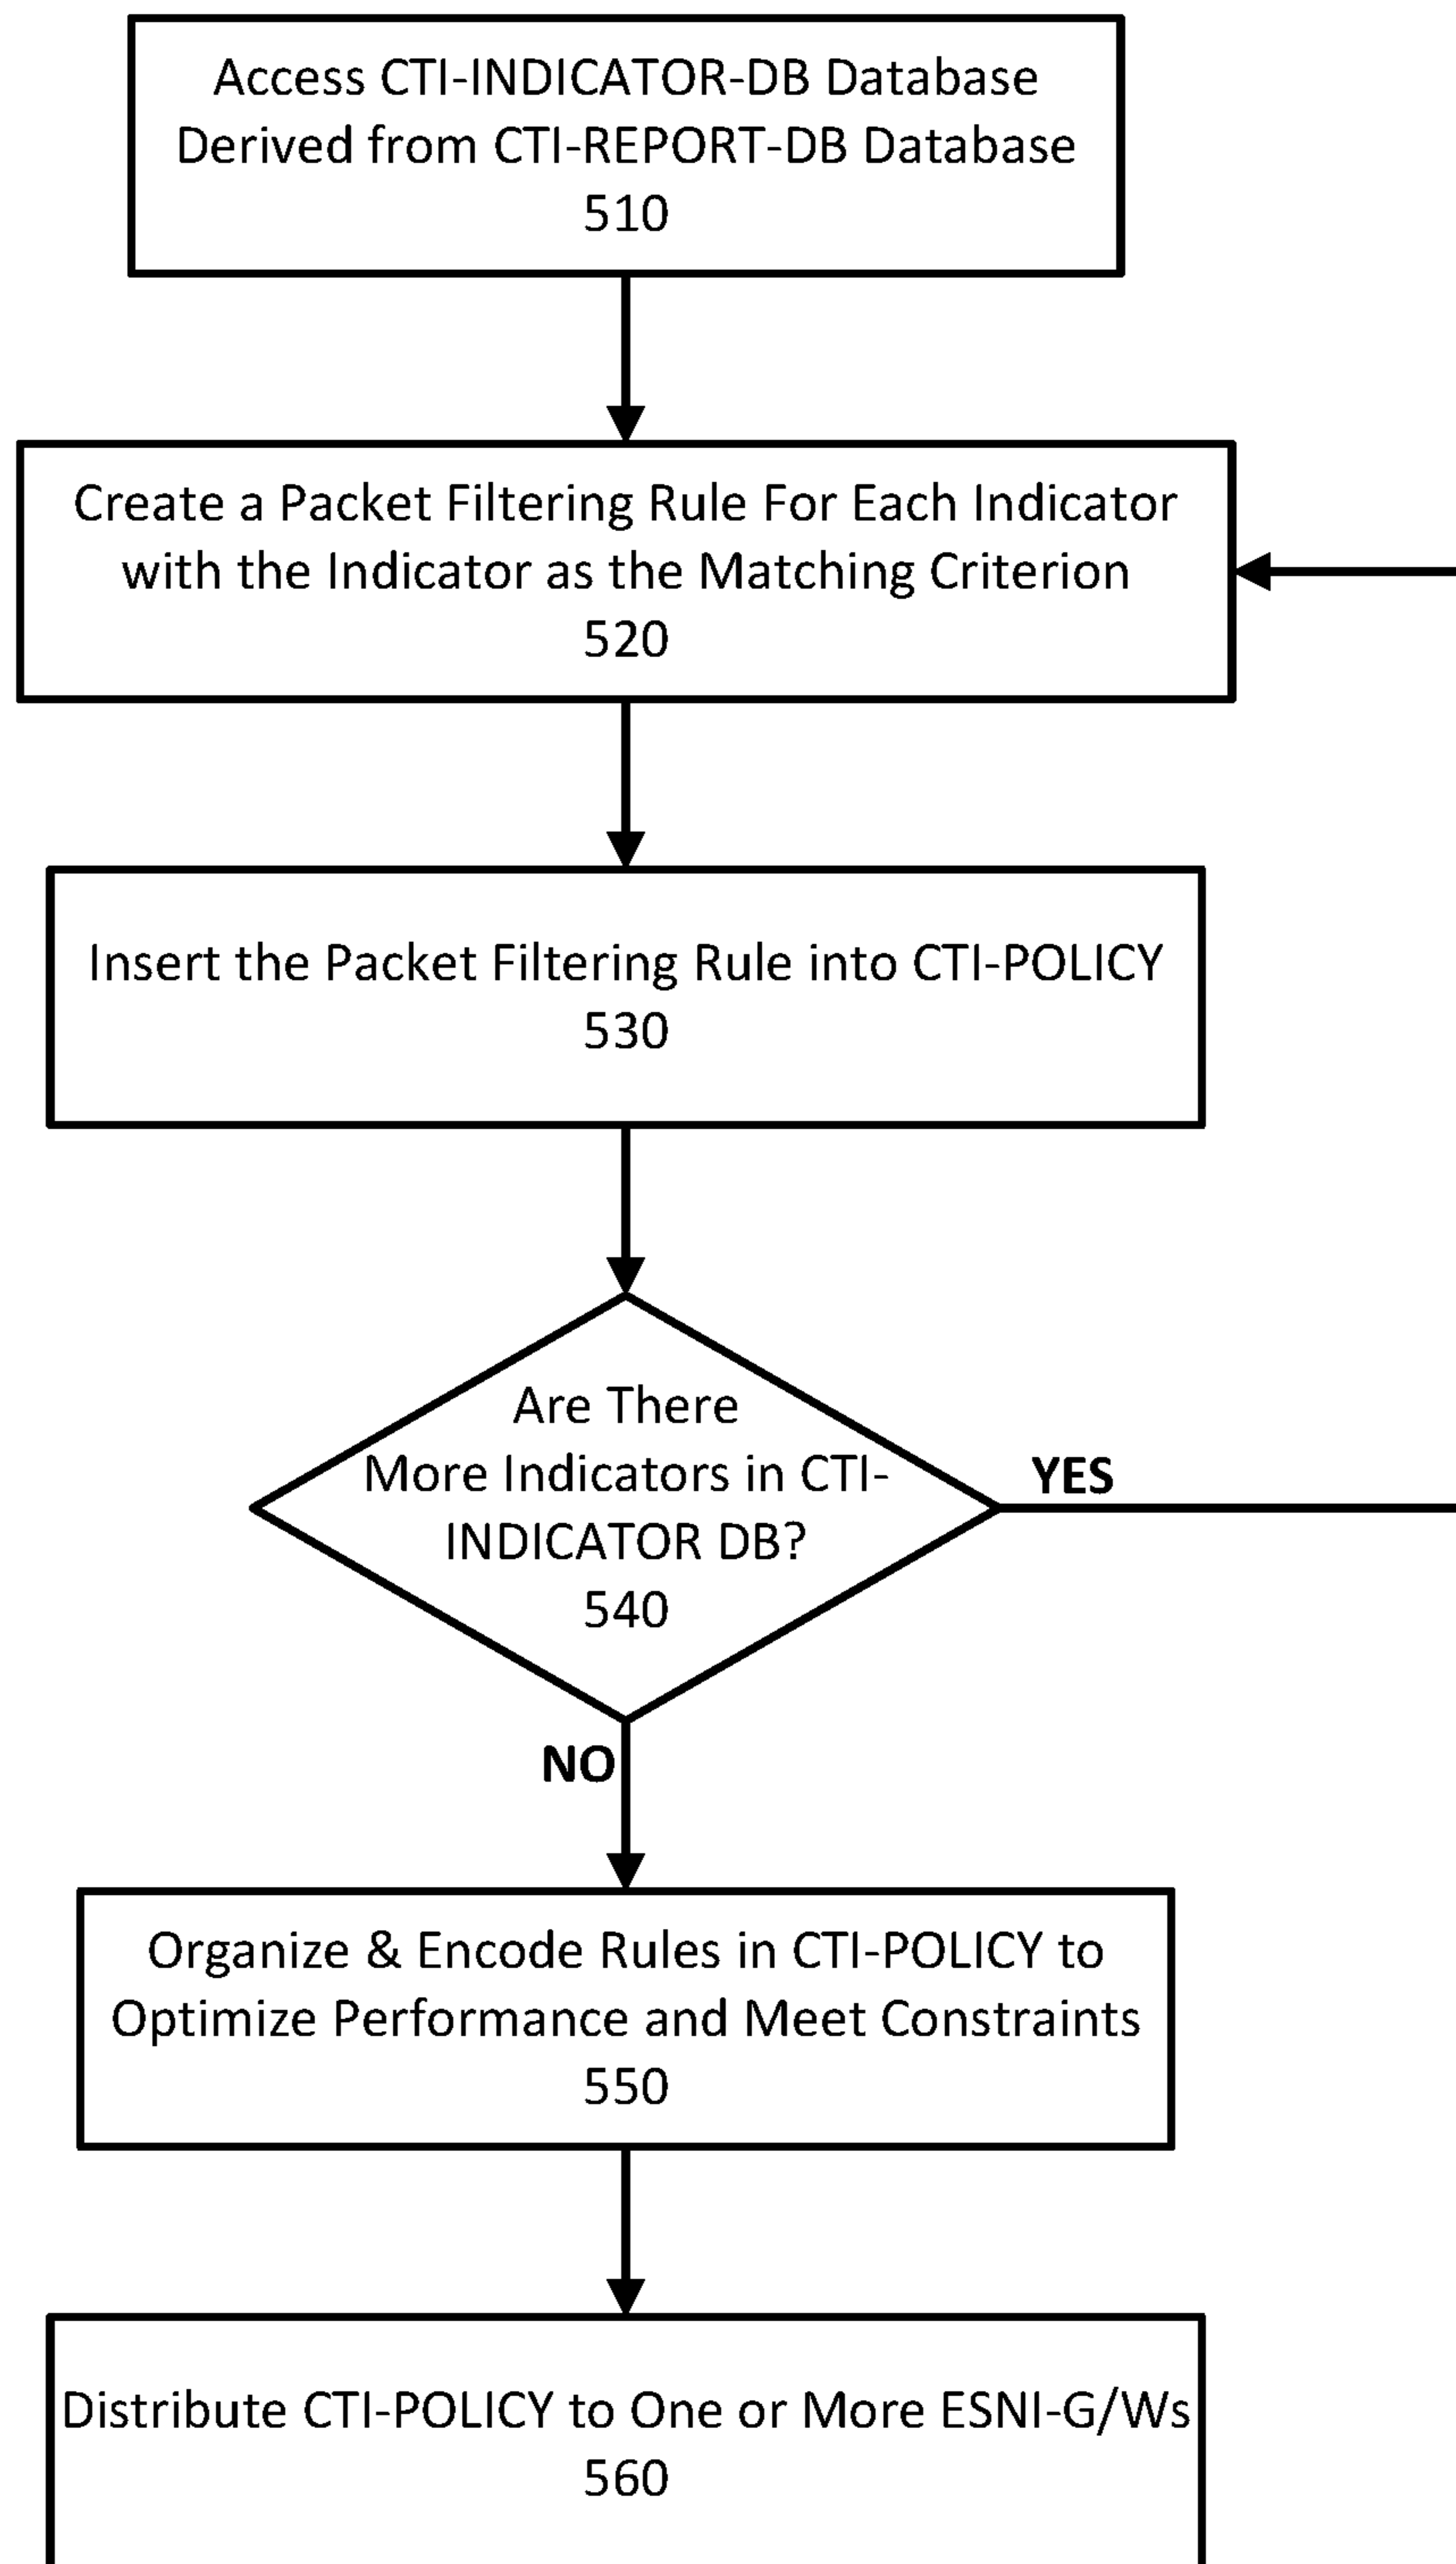 Access CTI-INDICATOR-DB Database
Derived from CTI-REPORT-DB Database
510
Create a Packet Filtering Rule For Each Indicator
with the Indicator as the Matching Criterion
520
Insert the Packet Filtering Rule into CTI-POLICY
530
Are There
More Indicators in CTI-
INDICATOR DB?
540
YES
NO
Organize & Encode Rules in CTI-POLICY to
Optimize Performance and Meet Constraints
550
Distribute CTI-POLICY to One or More ESNI-G/Ws
560